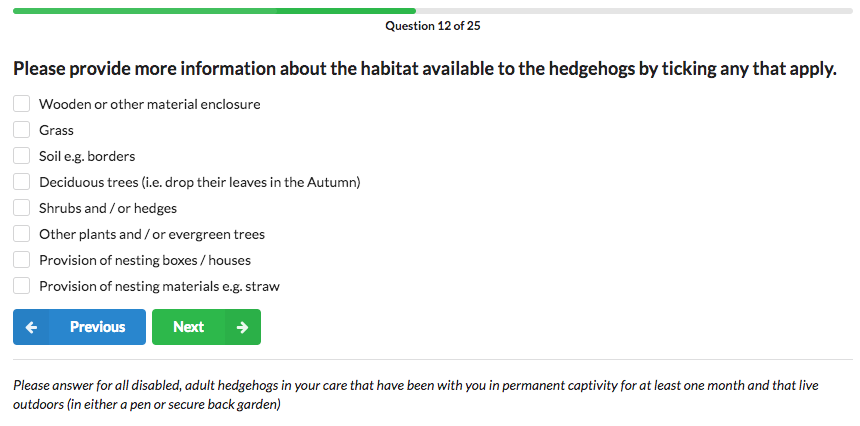 Question 12 of 25
Please provide more information about the habitat available to the hedgehogs by ticking any that apply.
Wooden or other material enclosure
Grass
Soil e.g. borders
Deciduous trees (i.e. drop their leaves in the Autumn)
Shrubs and / or hedges
Other plants and / or evergreen trees
Provision of nesting boxes / houses
Provision of nesting materials e.g. straw
Previous Next
Please answer for all disabled, adult hedgehogs in your care that have been with you in permanent captivity for at least one month and that live
outdoors (in either a pen or secure back garden)